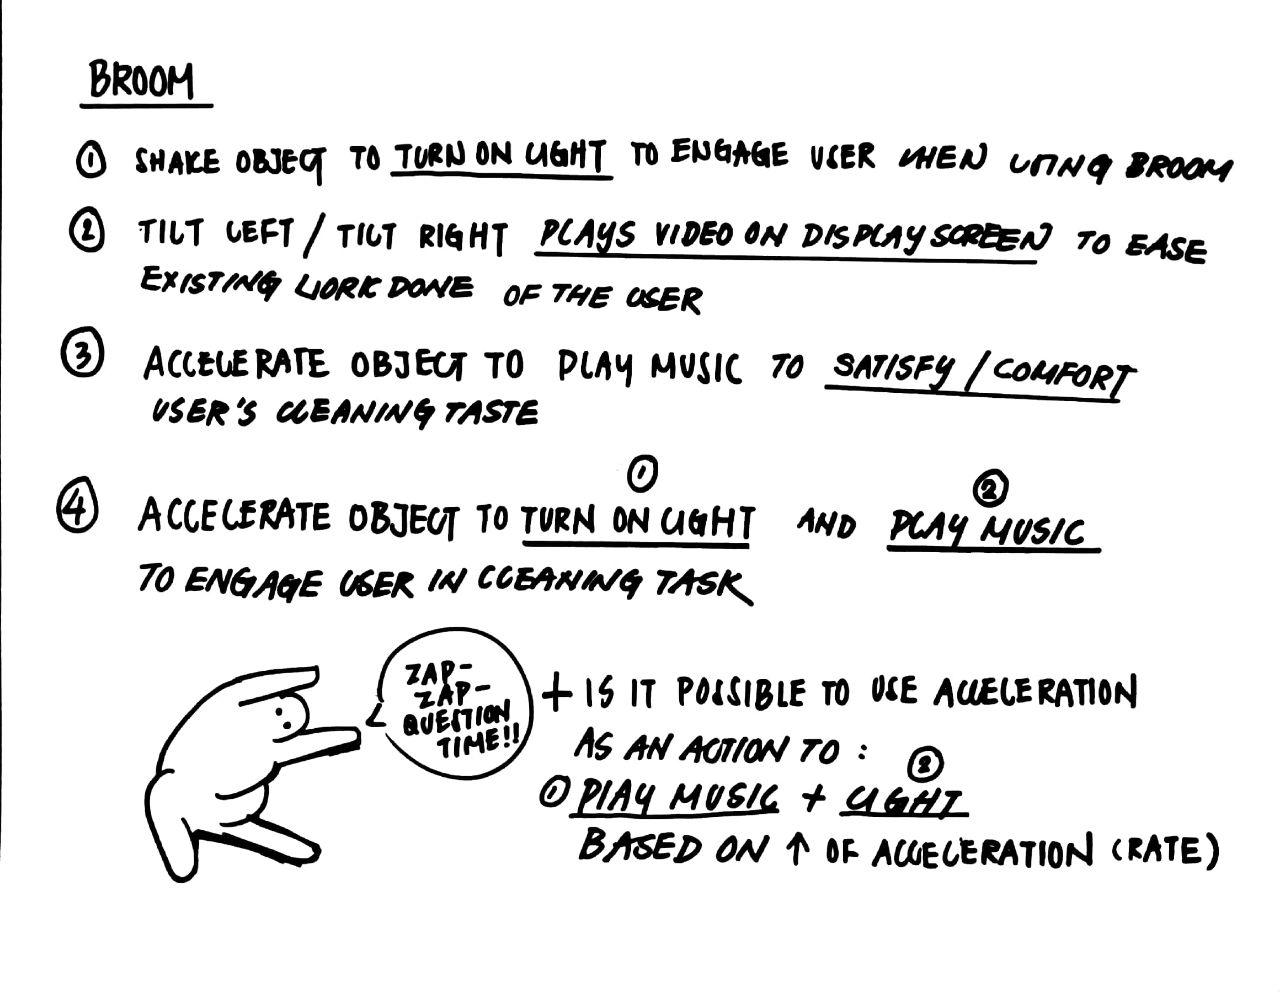 BROOM
① SHAKE OBJECT TO TURN ON LIGHT TO ENGAGE USER WHEN USING BROOM
② TILT LEFT / TILT RIGHT PLAYS VIDEO ON DISPLAY SCREEN TO EASE
EXISTING WORK DONE OF THE USER
③ ACCELERATE OBJECT TO PLAY MUSIC TO SATISFY / COMFORT
USER'S CLEANING TASTE
① ②
④ ACCELERATE OBJECT TO TURN ON LIGHT AND PLAY MUSIC
TO ENGAGE USER IN CLEANING TASK
ZAP-
ZAP-
QUESTION
TIME!!
+ IS IT POSSIBLE TO USE ACCELERATION
AS AN ACTION TO :
②
① PLAY MUSIC + LIGHT
BASED ON ↑ OF ACCELERATION (RATE)